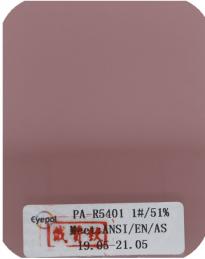 Eyepol
PA-R5401 1#/51%
Meets ANSI/EN/AS
19.05-21.05